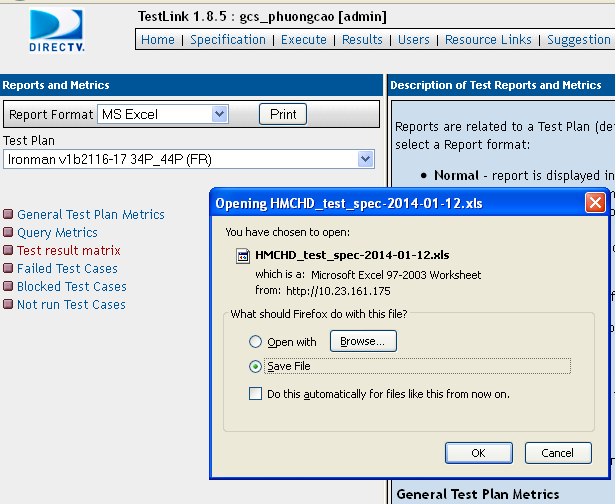 TestLink 1.8.5 : gcs_phuongcao [admin]
DIRECTV.
Home | Specification | Execute | Results | Users | Resource Links | Suggestion
Reports and Metrics
Description of Test Reports and Metrics
Report Format MS Excel Print
Test Plan
Ironman v1b2116-17 34P_44P (FR)
Reports are related to a Test Plan (de
select a Report format:
Normal - report is displayed in
General Test Plan Metrics
Query Metrics
Test result matrix
Failed Test Cases
Blocked Test Cases
Not run Test Cases
Opening HMCHD_test_spec-2014-01-12.xls
You have chosen to open:
HMCHD_test_spec-2014-01-12.xls
which is a: Microsoft Excel 97-2003 Worksheet
from: http://10.23.161.175
What should Firefox do with this file?
Open with Browse...
Save File
Do this automatically for files like this from now on.
OK Cancel
General Test Plan Metrics